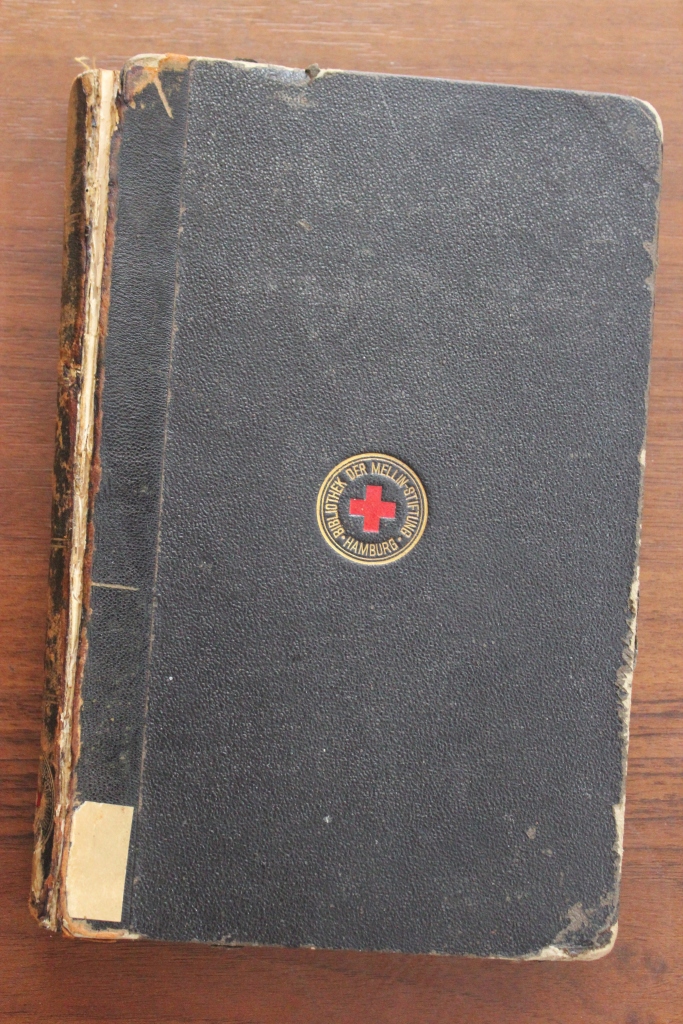 BIBLIOTHEK DER MELLIN-STIFTUNG
• HAMBURG •